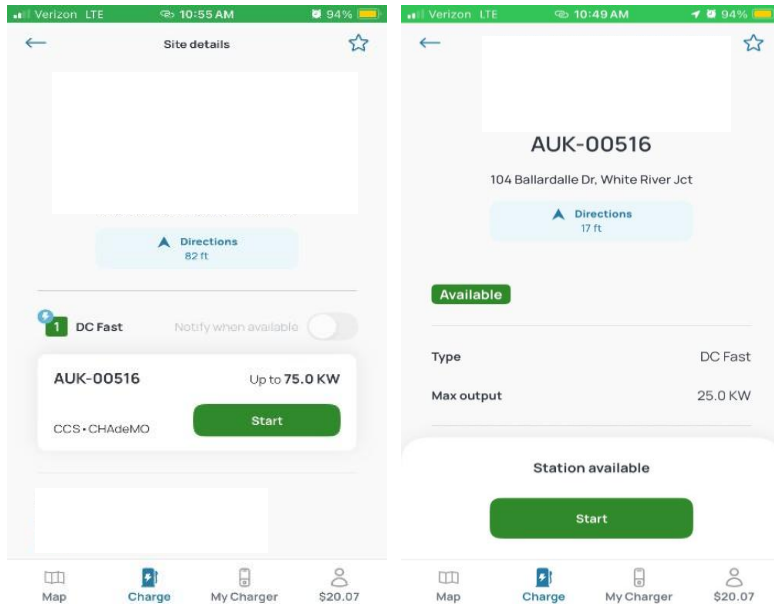 Verizon LTE 10:55 AM 94%
Site details
Directions
82 ft
1 DC Fast Notify when available
AUK-00516 Up to 75.0 KW
CCS•CHAdeMO Start
Map Charge My Charger $20.07
Verizon LTE 10:49 AM 94%
AUK-00516
104 Ballardalle Dr, White River Jct
Directions
17 ft
Available
Type DC Fast
Max output 25.0 KW
Station available
Start
Map Charge My Charger $20.07